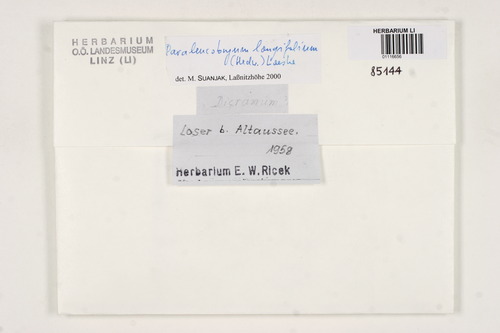 HERBARIUM
O.Ö. LANDESMUSEUM
LINZ (LI)
Paraleucobryum longifolium
(Hedw.) Loeske
det. M. SUANJAK, Laßnitzhöhe 2000
HERBARIUM LI
01116656
85144
Dicranum
Loser b. Altaussee.
1958
Herbarium E. W. Ricek